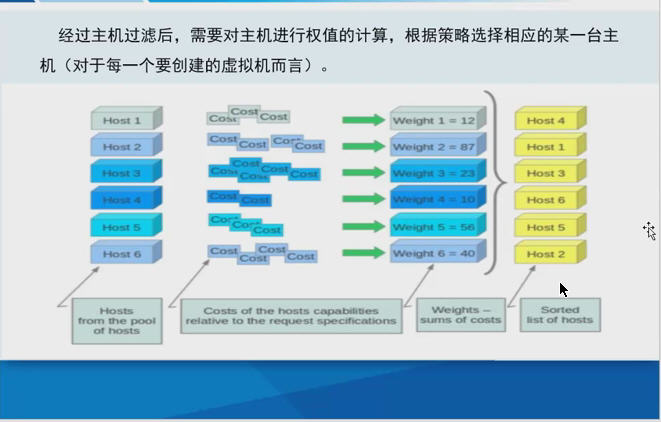 经过主机过滤后，需要对主机进行权值的计算，根据策略选择相应的某一台主
机（对于每一个要创建的虚拟机而言）。
Host 1
Cost Cost Cost
Weight 1 = 12
Host 4
Host 2
Cost Cost Cost Cost
Weight 2 = 87
Host 1
Host 3
Cost Cost Cost Cost Cost
Weight 3 = 23
Host 3
Host 4
Cost Cost
Weight 4 = 10
Host 6
Host 5
Cost Cost Cost
Weight 5 = 56
Host 5
Host 6
Cost Cost Cost Cost
Weight 6 = 40
Host 2
Hosts
from the pool
of hosts
Costs of the hosts capabilities
relative to the request specifications
Weights –
sums of costs
Sorted
list of hosts